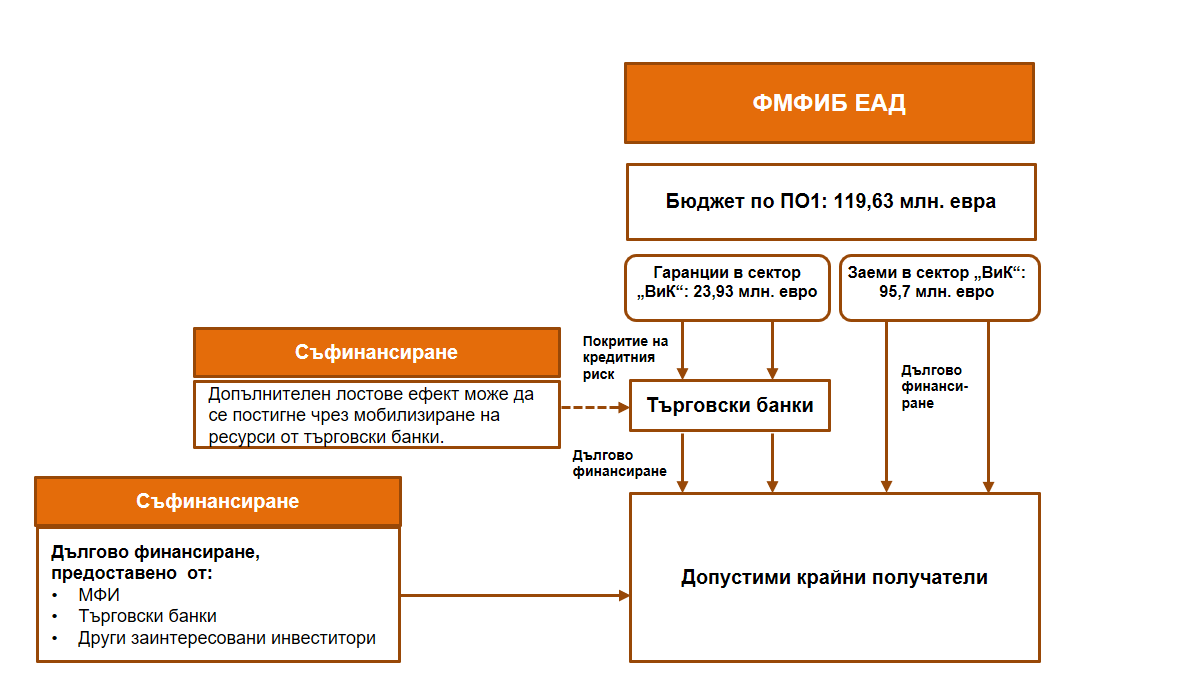 ФМФИБ ЕАД
Бюджет по ПО1: 119,63 млн. евра
Гаранции в сектор
„ВиК“: 23,93 млн. евро
Заеми в сектор „ВиК“:
95,7 млн. евро
Покритие на
кредитния
риск
Дългово
финанси-
ране
Съфинансиране
Допълнителен лостове ефект може да
се постигне чрез мобилизиране на
ресурси от търговски банки.
Търговски банки
Дългово
финансиране
Съфинансиране
Дългово финансиране,
предоставено от:
• МФИ
• Търговски банки
• Други заинтересовани инвеститори
Допустими крайни получатели